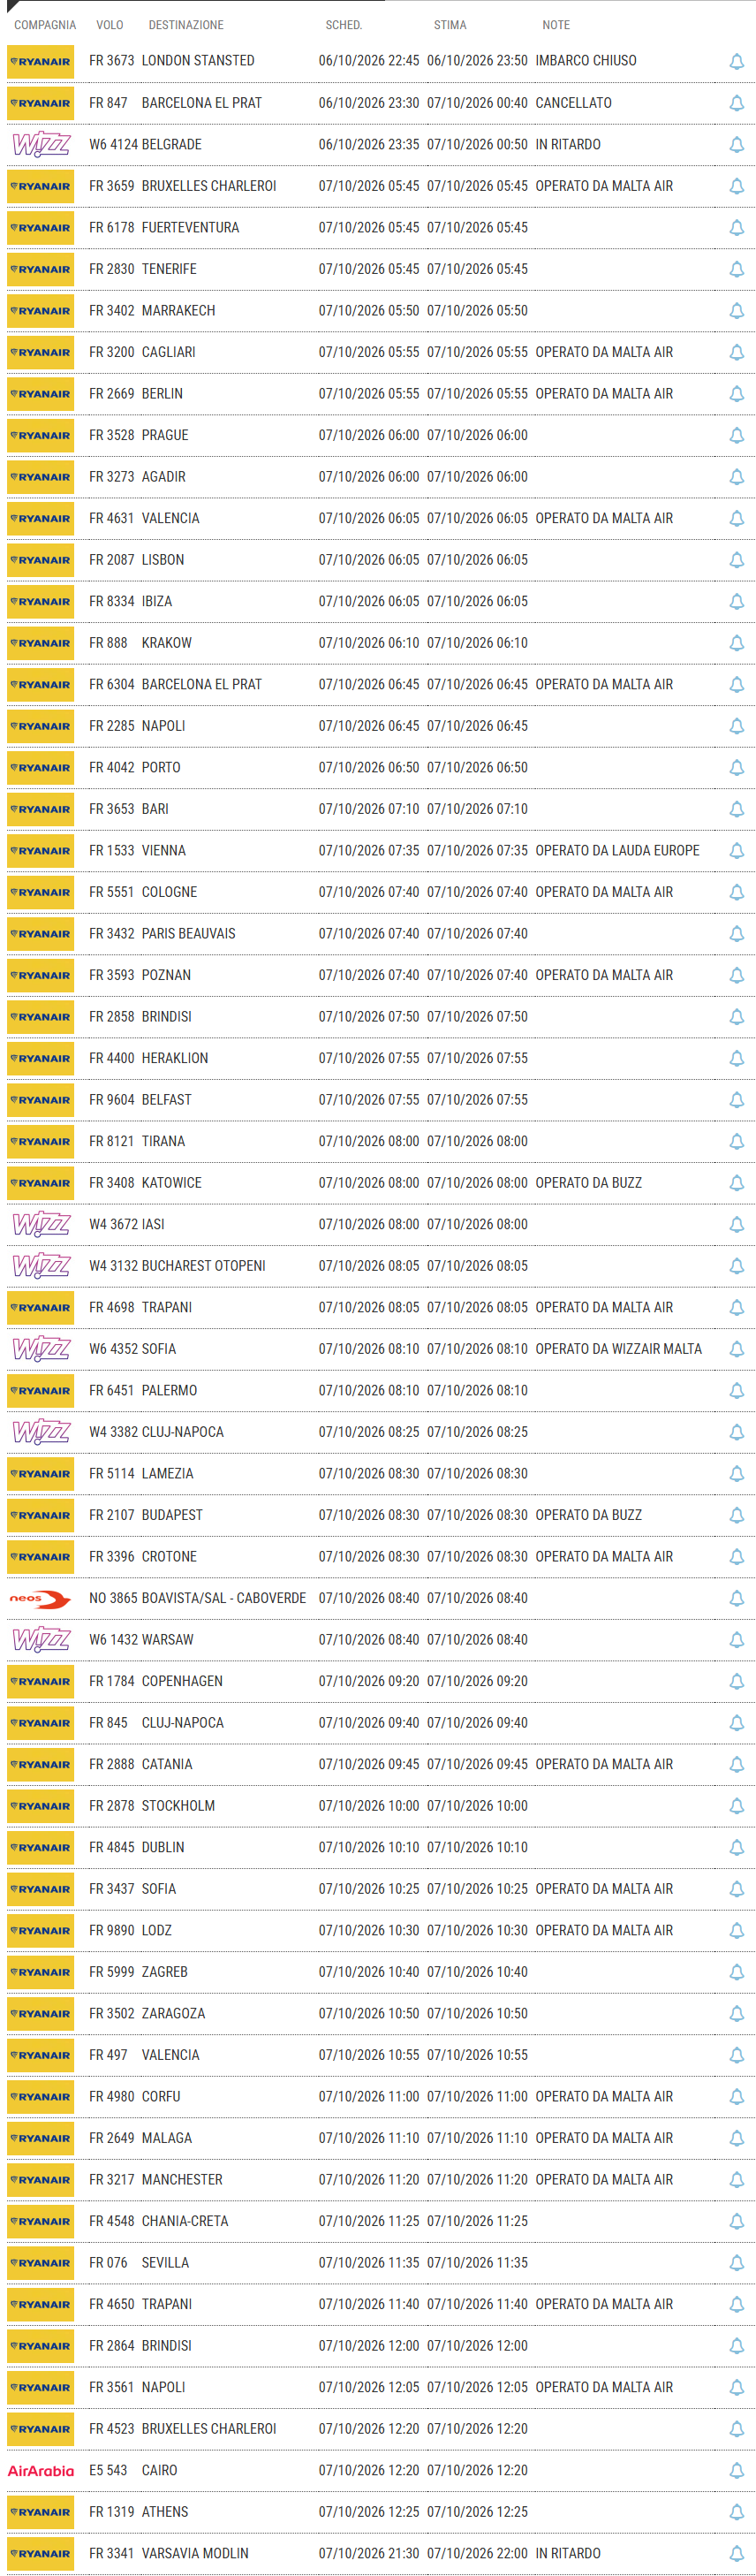 COMPAGNIA VOLO DESTINAZIONE SCHED. STIMA NOTE
RYANAIR FR 3673 LONDON STANSTED 06/10/2026 22:45 06/10/2026 23:50 IMBARCO CHIUSO
RYANAIR FR 847 BARCELONA EL PRAT 06/10/2026 23:30 07/10/2026 00:40 CANCELLATO
WIZZ W6 4124 BELGRADE 06/10/2026 23:35 07/10/2026 00:50 IN RITARDO
RYANAIR FR 3659 BRUXELLES CHARLEROI 07/10/2026 05:45 07/10/2026 05:45 OPERATO DA MALTA AIR
RYANAIR FR 6178 FUERTEVENTURA 07/10/2026 05:45 07/10/2026 05:45
RYANAIR FR 2830 TENERIFE 07/10/2026 05:45 07/10/2026 05:45
RYANAIR FR 3402 MARRAKECH 07/10/2026 05:50 07/10/2026 05:50
RYANAIR FR 3200 CAGLIARI 07/10/2026 05:55 07/10/2026 05:55 OPERATO DA MALTA AIR
RYANAIR FR 2669 BERLIN 07/10/2026 05:55 07/10/2026 05:55 OPERATO DA MALTA AIR
RYANAIR FR 3528 PRAGUE 07/10/2026 06:00 07/10/2026 06:00
RYANAIR FR 3273 AGADIR 07/10/2026 06:00 07/10/2026 06:00
RYANAIR FR 4631 VALENCIA 07/10/2026 06:05 07/10/2026 06:05 OPERATO DA MALTA AIR
RYANAIR FR 2087 LISBON 07/10/2026 06:05 07/10/2026 06:05
RYANAIR FR 8334 IBIZA 07/10/2026 06:05 07/10/2026 06:05
RYANAIR FR 888 KRAKOW 07/10/2026 06:10 07/10/2026 06:10
RYANAIR FR 6304 BARCELONA EL PRAT 07/10/2026 06:45 07/10/2026 06:45 OPERATO DA MALTA AIR
RYANAIR FR 2285 NAPOLI 07/10/2026 06:45 07/10/2026 06:45
RYANAIR FR 4042 PORTO 07/10/2026 06:50 07/10/2026 06:50
RYANAIR FR 3653 BARI 07/10/2026 07:10 07/10/2026 07:10
RYANAIR FR 1533 VIENNA 07/10/2026 07:35 07/10/2026 07:35 OPERATO DA LAUDA EUROPE
RYANAIR FR 5551 COLOGNE 07/10/2026 07:40 07/10/2026 07:40 OPERATO DA MALTA AIR
RYANAIR FR 3432 PARIS BEAUVAIS 07/10/2026 07:40 07/10/2026 07:40
RYANAIR FR 3593 POZNAN 07/10/2026 07:40 07/10/2026 07:40 OPERATO DA MALTA AIR
RYANAIR FR 2858 BRINDISI 07/10/2026 07:50 07/10/2026 07:50
RYANAIR FR 4400 HERAKLION 07/10/2026 07:55 07/10/2026 07:55
RYANAIR FR 9604 BELFAST 07/10/2026 07:55 07/10/2026 07:55
RYANAIR FR 8121 TIRANA 07/10/2026 08:00 07/10/2026 08:00
RYANAIR FR 3408 KATOWICE 07/10/2026 08:00 07/10/2026 08:00 OPERATO DA BUZZ
WIZZ W4 3672 IASI 07/10/2026 08:00 07/10/2026 08:00
WIZZ W4 3132 BUCHAREST OTOPENI 07/10/2026 08:05 07/10/2026 08:05
RYANAIR FR 4698 TRAPANI 07/10/2026 08:05 07/10/2026 08:05 OPERATO DA MALTA AIR
WIZZ W6 4352 SOFIA 07/10/2026 08:10 07/10/2026 08:10 OPERATO DA WIZZAIR MALTA
RYANAIR FR 6451 PALERMO 07/10/2026 08:10 07/10/2026 08:10
WIZZ W4 3382 CLUJ-NAPOCA 07/10/2026 08:25 07/10/2026 08:25
RYANAIR FR 5114 LAMEZIA 07/10/2026 08:30 07/10/2026 08:30
RYANAIR FR 2107 BUDAPEST 07/10/2026 08:30 07/10/2026 08:30 OPERATO DA BUZZ
RYANAIR FR 3396 CROTONE 07/10/2026 08:30 07/10/2026 08:30 OPERATO DA MALTA AIR
neos NO 3865 BOAVISTA/SAL - CABOVERDE 07/10/2026 08:40 07/10/2026 08:40
WIZZ W6 1432 WARSAW 07/10/2026 08:40 07/10/2026 08:40
RYANAIR FR 1784 COPENHAGEN 07/10/2026 09:20 07/10/2026 09:20
RYANAIR FR 845 CLUJ-NAPOCA 07/10/2026 09:40 07/10/2026 09:40
RYANAIR FR 2888 CATANIA 07/10/2026 09:45 07/10/2026 09:45 OPERATO DA MALTA AIR
RYANAIR FR 2878 STOCKHOLM 07/10/2026 10:00 07/10/2026 10:00
RYANAIR FR 4845 DUBLIN 07/10/2026 10:10 07/10/2026 10:10
RYANAIR FR 3437 SOFIA 07/10/2026 10:25 07/10/2026 10:25 OPERATO DA MALTA AIR
RYANAIR FR 9890 LODZ 07/10/2026 10:30 07/10/2026 10:30 OPERATO DA MALTA AIR
RYANAIR FR 5999 ZAGREB 07/10/2026 10:40 07/10/2026 10:40
RYANAIR FR 3502 ZARAGOZA 07/10/2026 10:50 07/10/2026 10:50
RYANAIR FR 497 VALENCIA 07/10/2026 10:55 07/10/2026 10:55
RYANAIR FR 4980 CORFU 07/10/2026 11:00 07/10/2026 11:00 OPERATO DA MALTA AIR
RYANAIR FR 2649 MALAGA 07/10/2026 11:10 07/10/2026 11:10 OPERATO DA MALTA AIR
RYANAIR FR 3217 MANCHESTER 07/10/2026 11:20 07/10/2026 11:20 OPERATO DA MALTA AIR
RYANAIR FR 4548 CHANIA-CRETA 07/10/2026 11:25 07/10/2026 11:25
RYANAIR FR 076 SEVILLA 07/10/2026 11:35 07/10/2026 11:35
RYANAIR FR 4650 TRAPANI 07/10/2026 11:40 07/10/2026 11:40 OPERATO DA MALTA AIR
RYANAIR FR 2864 BRINDISI 07/10/2026 12:00 07/10/2026 12:00
RYANAIR FR 3561 NAPOLI 07/10/2026 12:05 07/10/2026 12:05 OPERATO DA MALTA AIR
RYANAIR FR 4523 BRUXELLES CHARLEROI 07/10/2026 12:20 07/10/2026 12:20
AirArabia E5 543 CAIRO 07/10/2026 12:20 07/10/2026 12:20
RYANAIR FR 1319 ATHENS 07/10/2026 12:25 07/10/2026 12:25
RYANAIR FR 3341 VARSAVIA MODLIN 07/10/2026 21:30 07/10/2026 22:00 IN RITARDO